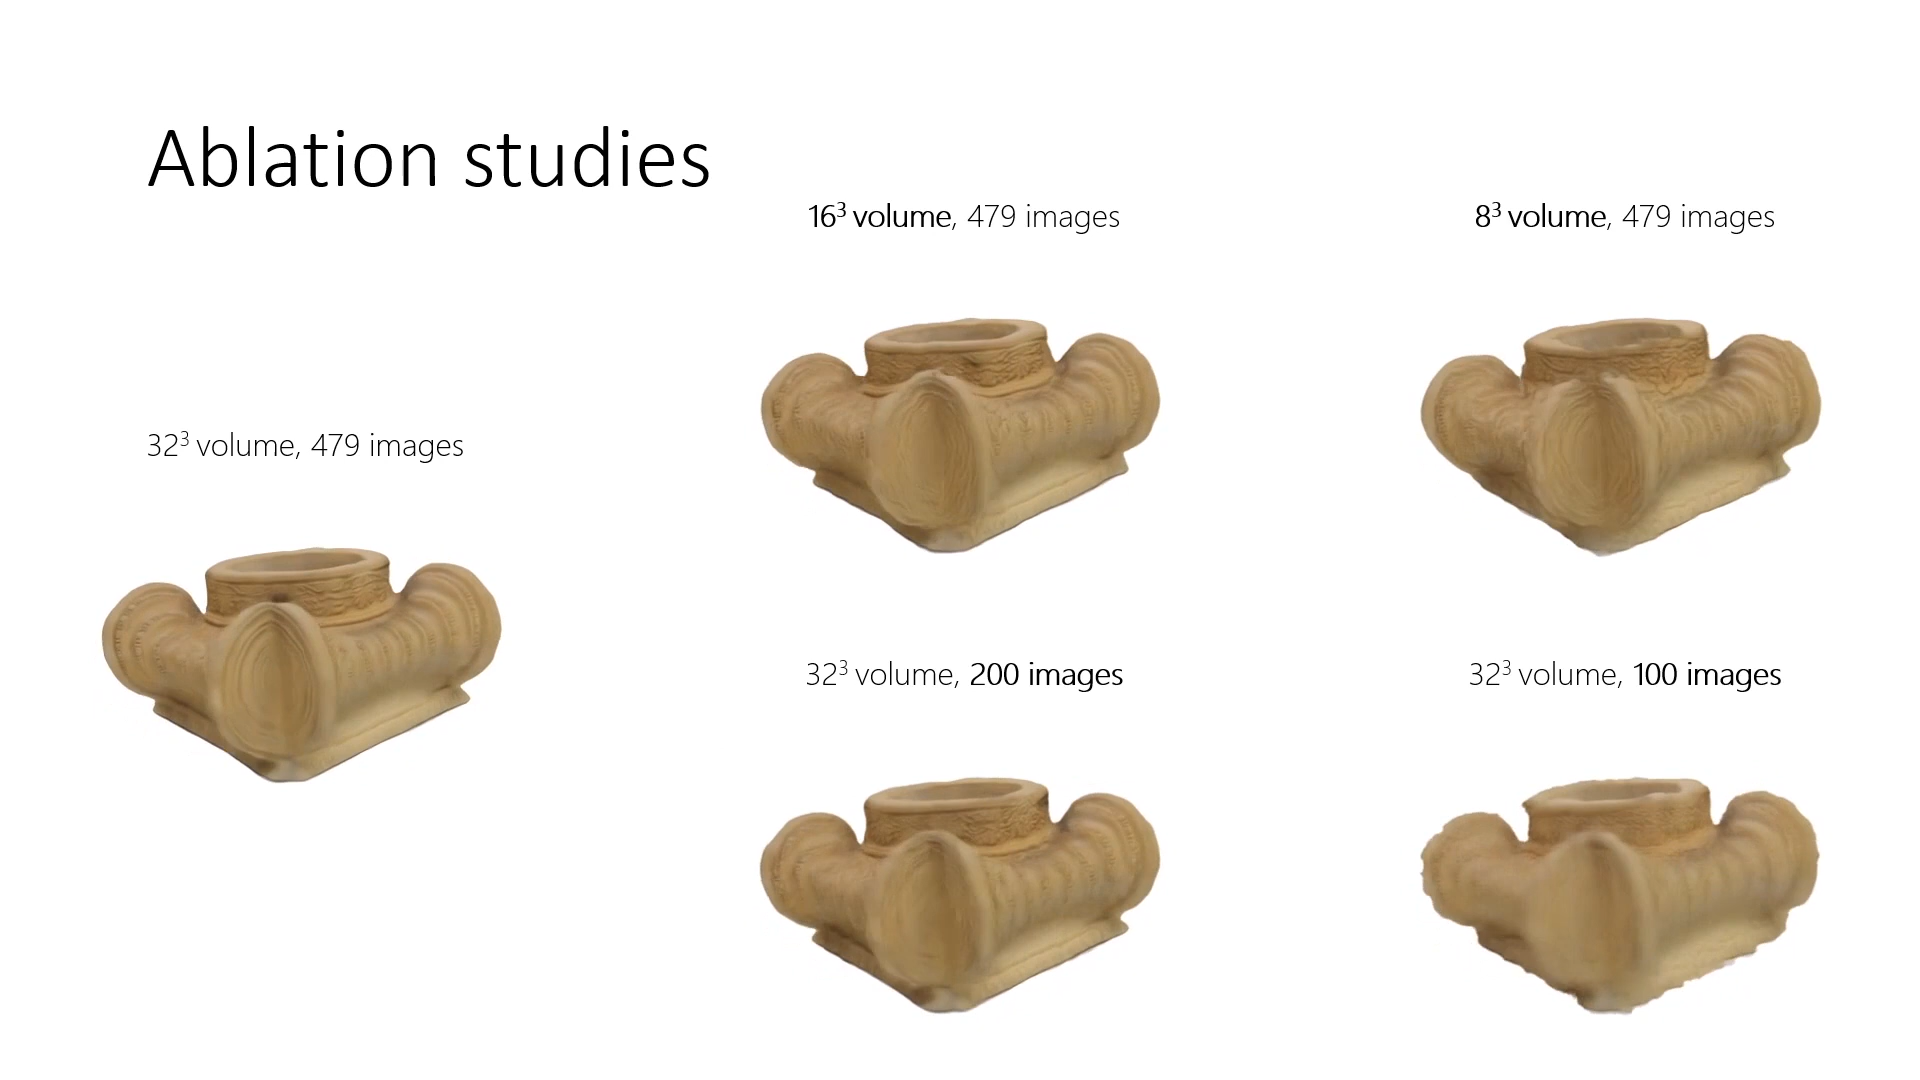 Ablation studies
16³ volume, 479 images
8³ volume, 479 images
32³ volume, 479 images
32³ volume, 200 images
32³ volume, 100 images